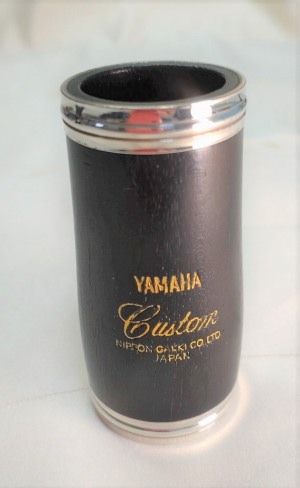 YAMAHA
Custom
NIPPON GAKKI CO. LTD
JAPAN